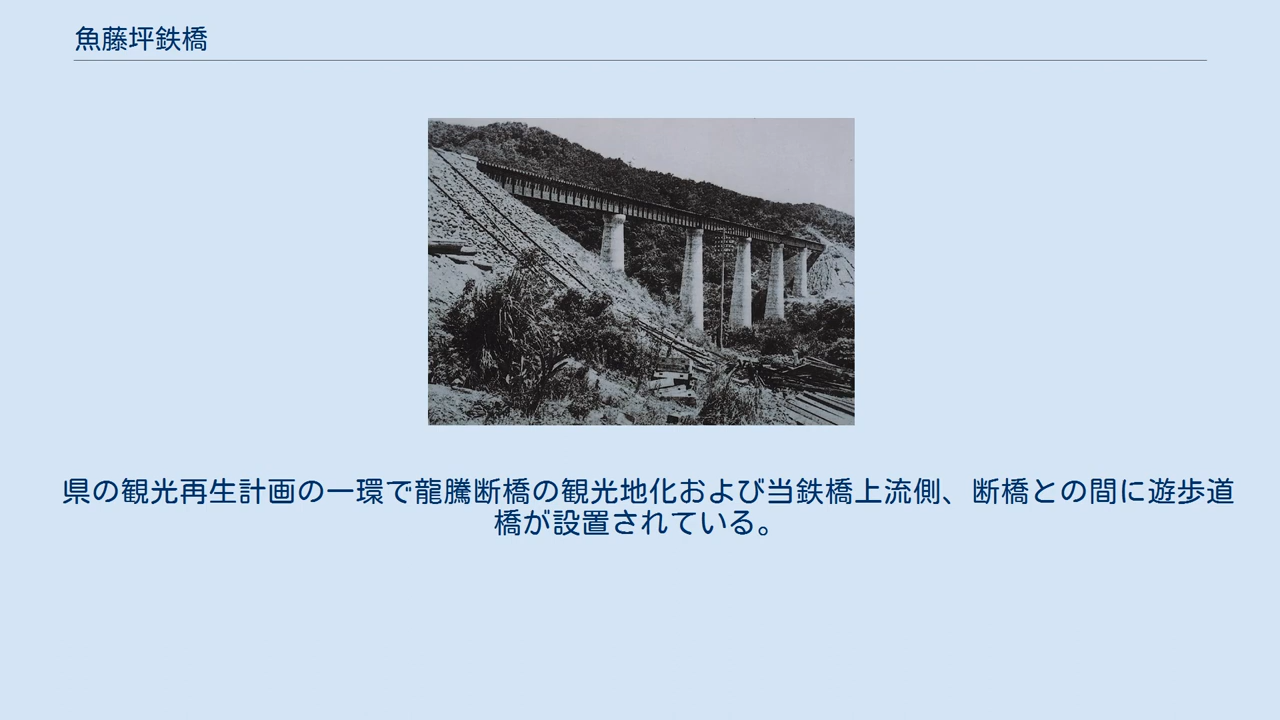 魚藤坪鉄橋
県の観光再生計画の一環で龍騰断橋の観光地化および当鉄橋上流側、断橋との間に遊歩道
橋が設置されている。